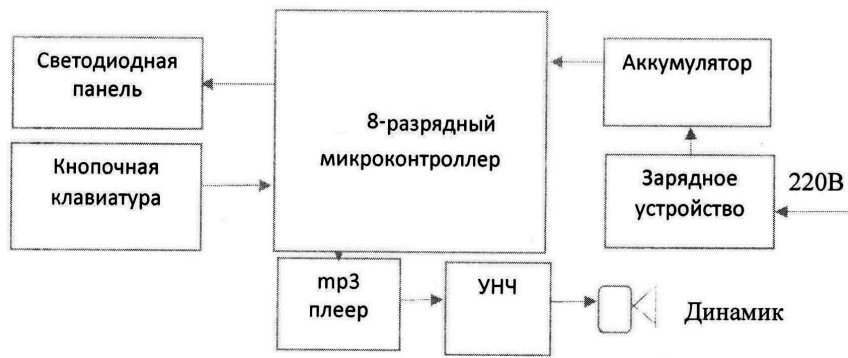 Светодиодная
панель
Кнопочная
клавиатура
8-разрядный
микроконтроллер
Аккумулятор
Зарядное
устройство
220В
mp3
плеер
УНЧ
Динамик